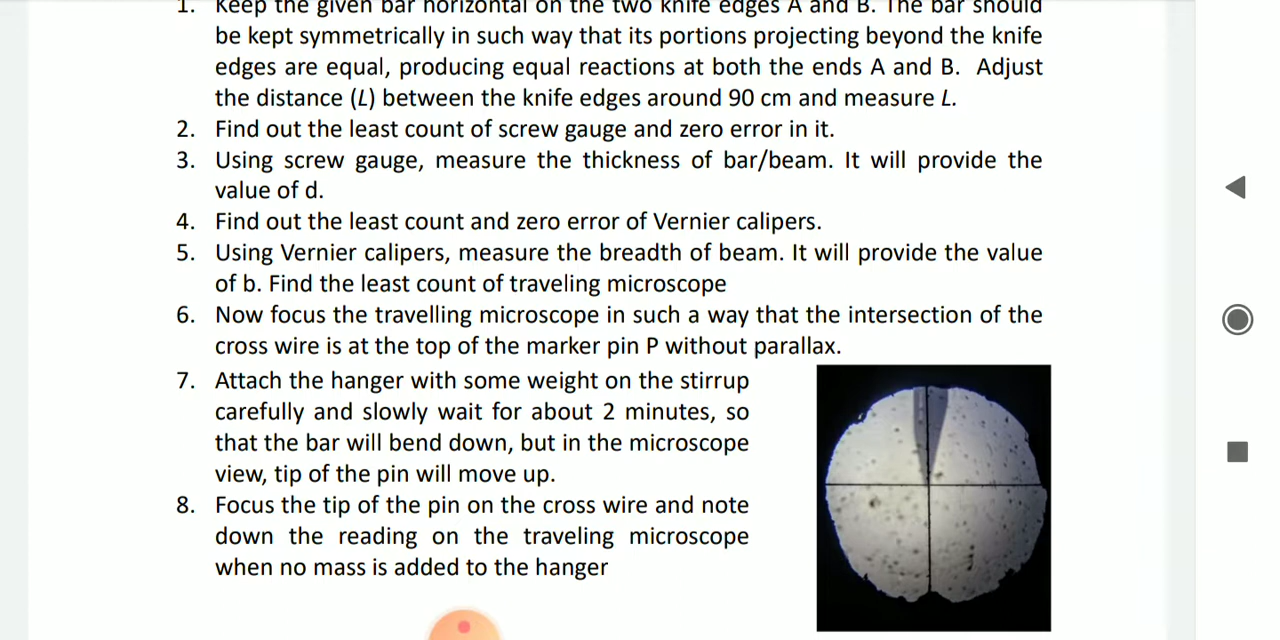 1. Keep the given bar horizontal on the two knife edges A and B. The bar should
be kept symmetrically in such way that its portions projecting beyond the knife
edges are equal, producing equal reactions at both the ends A and B. Adjust
the distance (L) between the knife edges around 90 cm and measure L.
2. Find out the least count of screw gauge and zero error in it.
3. Using screw gauge, measure the thickness of bar/beam. It will provide the
value of d.
4. Find out the least count and zero error of Vernier calipers.
5. Using Vernier calipers, measure the breadth of beam. It will provide the value
of b. Find the least count of traveling microscope
6. Now focus the travelling microscope in such a way that the intersection of the
cross wire is at the top of the marker pin P without parallax.
7. Attach the hanger with some weight on the stirrup
carefully and slowly wait for about 2 minutes, so
that the bar will bend down, but in the microscope
view, tip of the pin will move up.
8. Focus the tip of the pin on the cross wire and note
down the reading on the traveling microscope
when no mass is added to the hanger